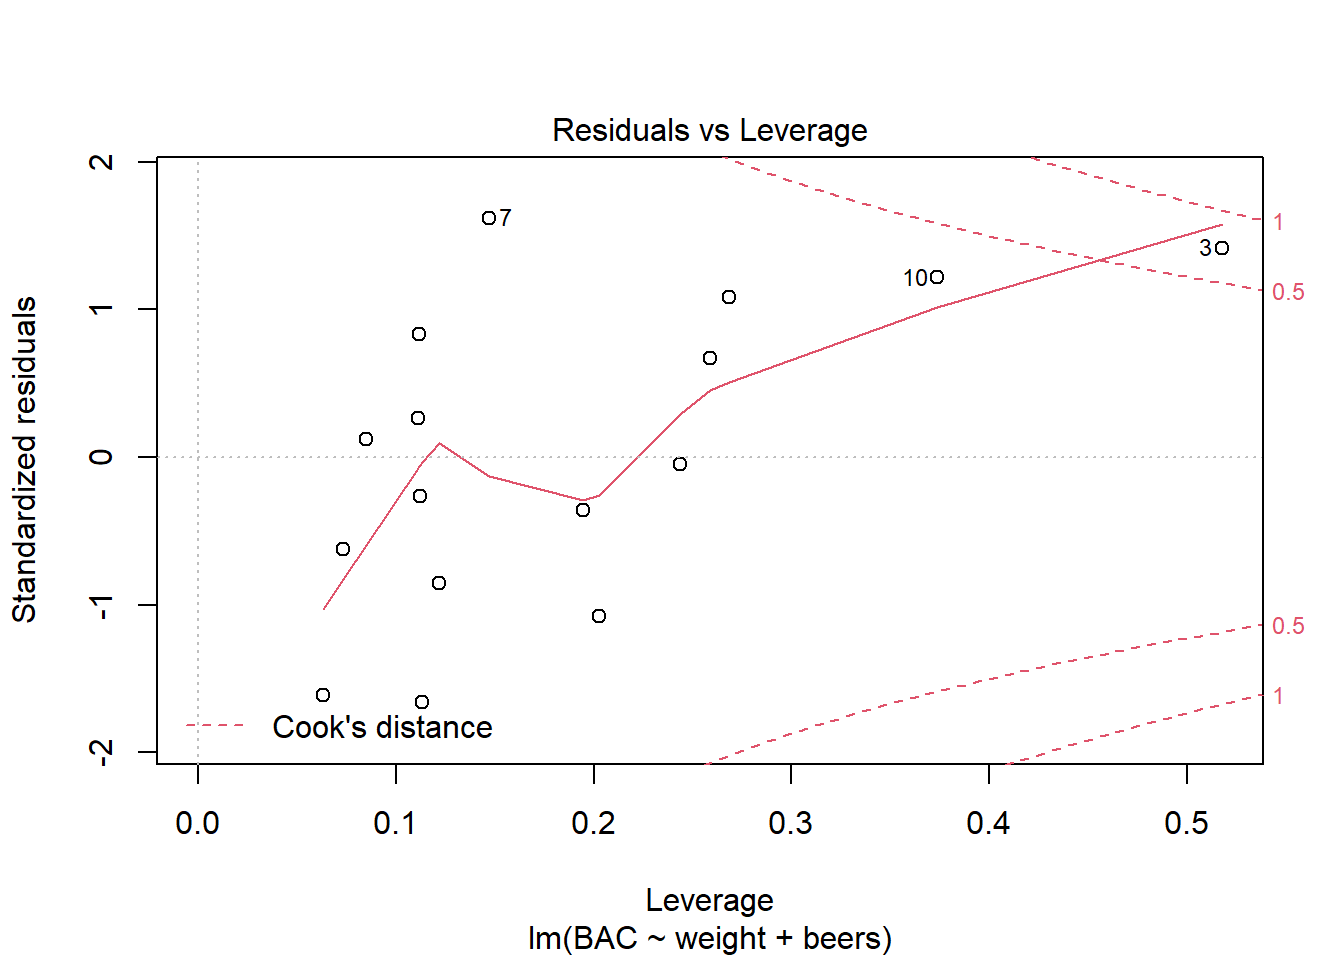 Residuals vs Leverage
Standardized residuals
2
1
0
-1
-2
7
10
3
1
0.5
0.5
1
Cook's distance
0.0 0.1 0.2 0.3 0.4 0.5
Leverage
lm(BAC ~ weight + beers)